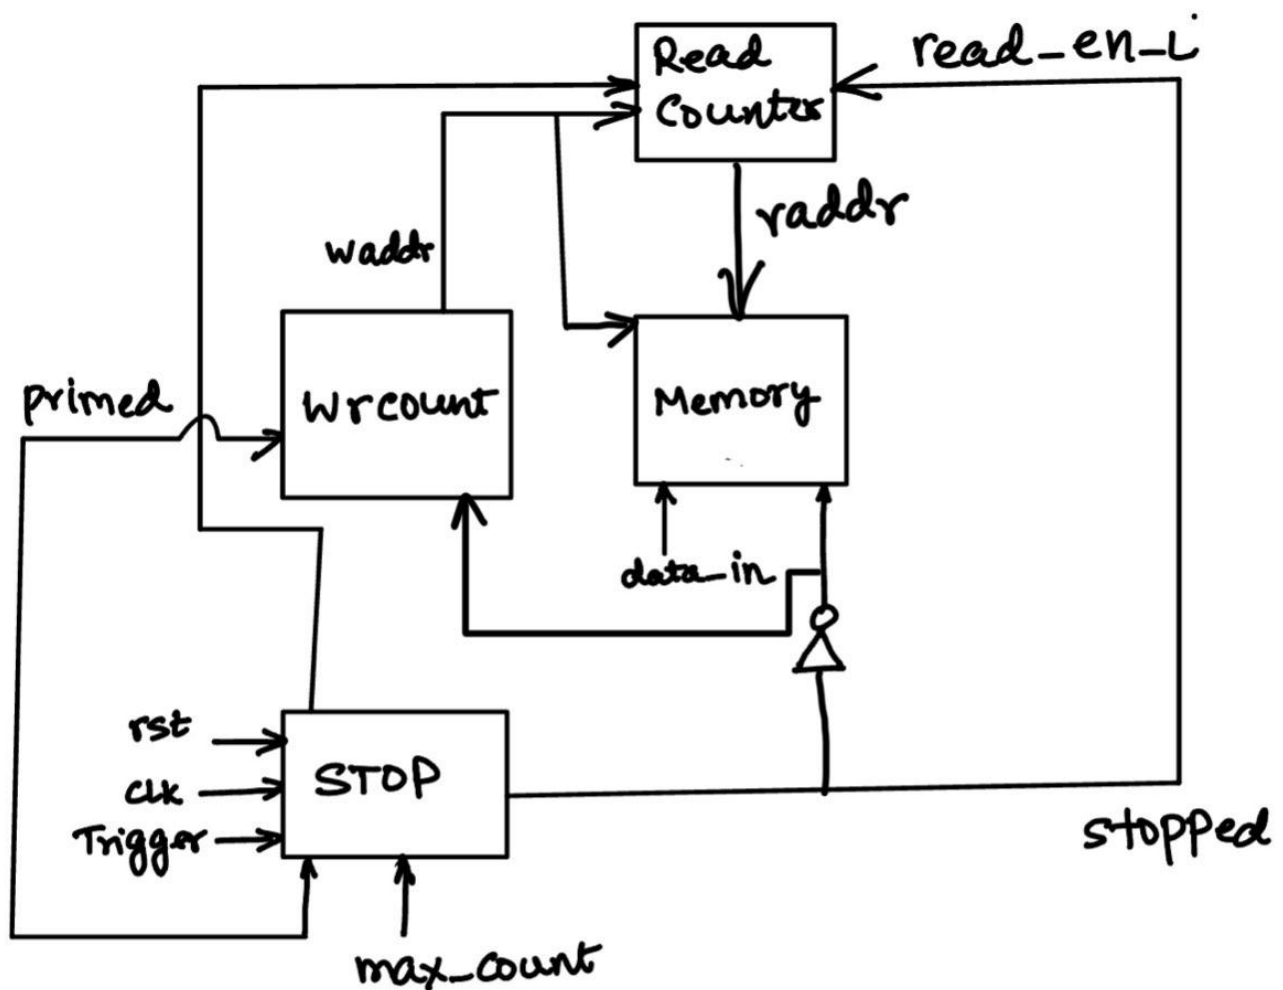 Read
Counter
read_en_i
raddr
waddr
primed
Wrcount
Memory
data_in
rst
clk
Trigger
STOP
stopped
max_count